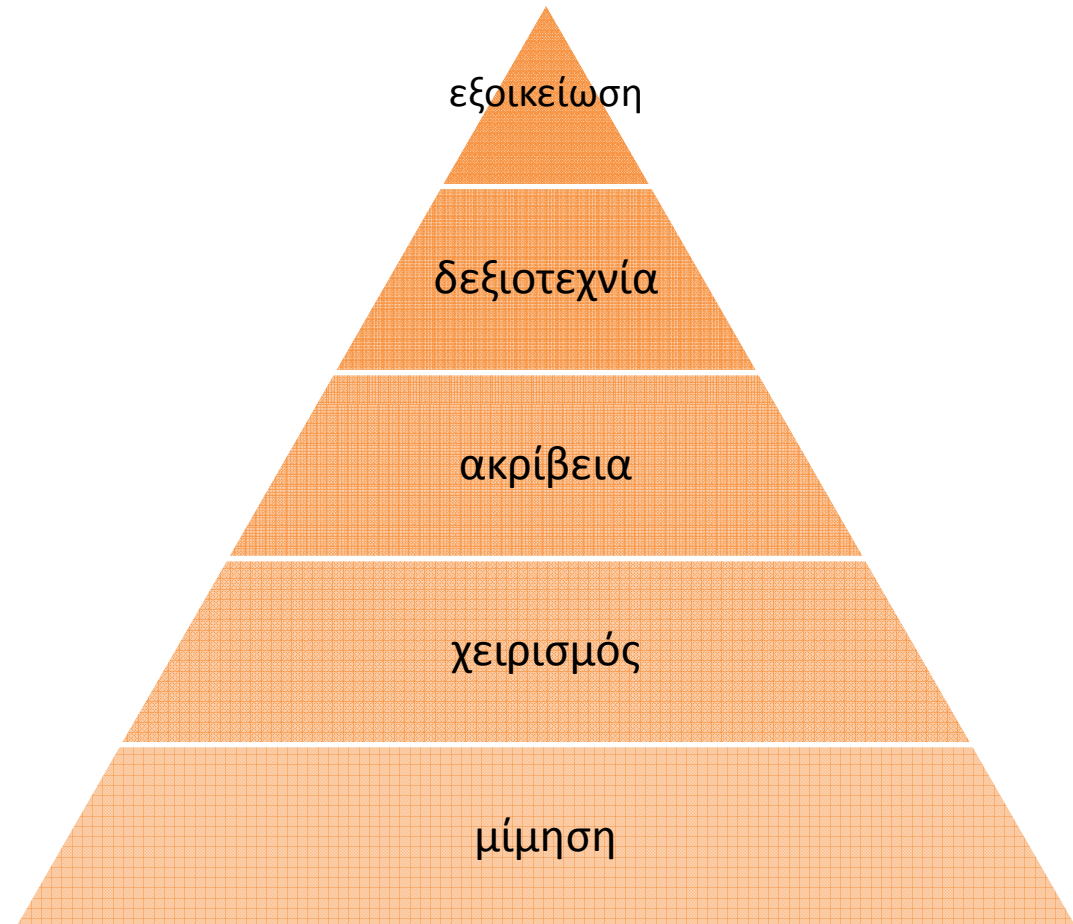 εξοικείωση
δεξιοτεχνία
ακρίβεια
χειρισμός
μίμηση